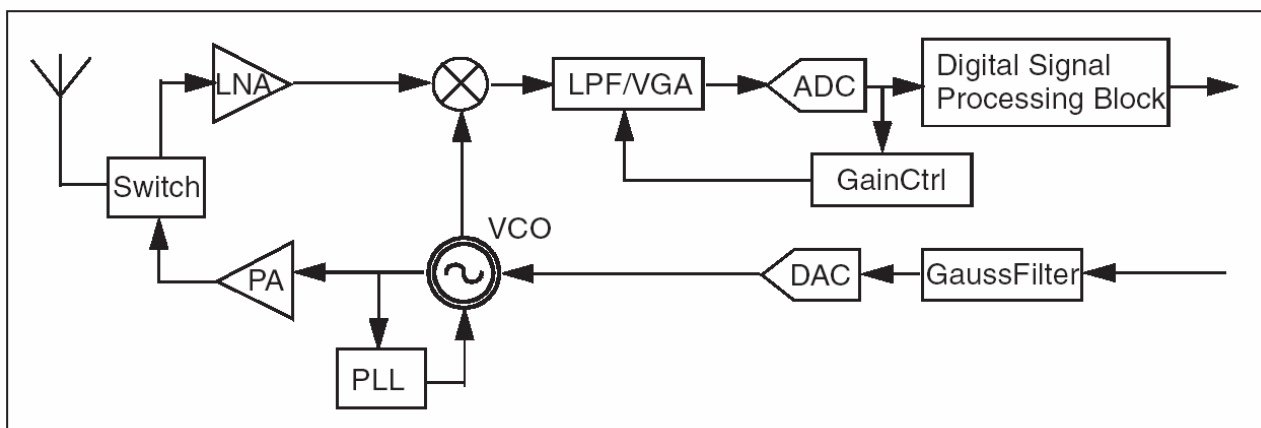 LNA
LPF/VGA
ADC
Digital Signal
Processing Block
Switch
GainCtrl
VCO
PA
DAC
GaussFilter
PLL